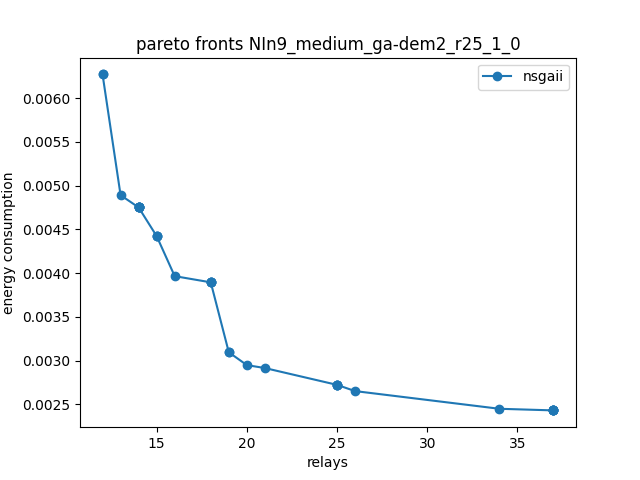 pareto fronts NIn9_medium_ga-dem2_r25_1_0
nsgaii
energy consumption
0.0060
0.0055
0.0050
0.0045
0.0040
0.0035
0.0030
0.0025
15 20 25 30 35
relays